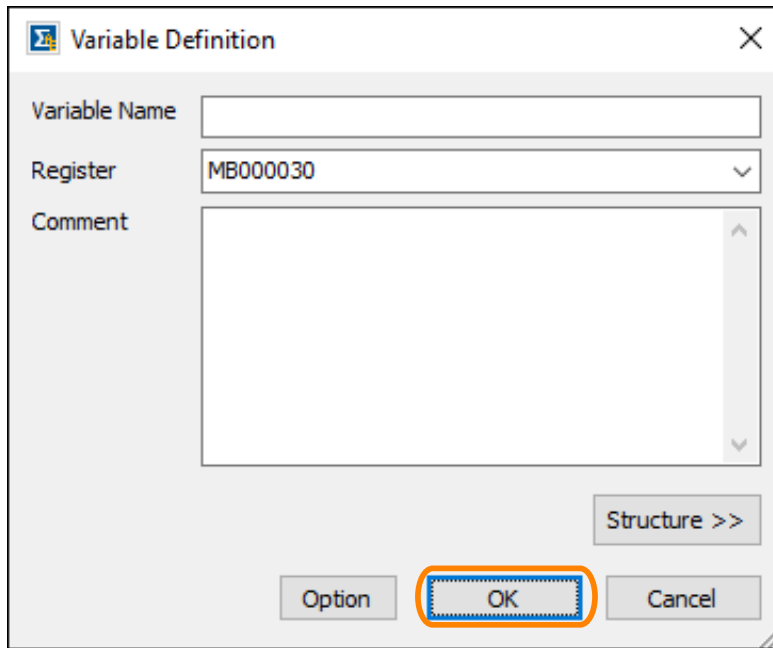 Variable Definition
Variable Name
Register MB000030
Comment
Structure >>
Option OK Cancel